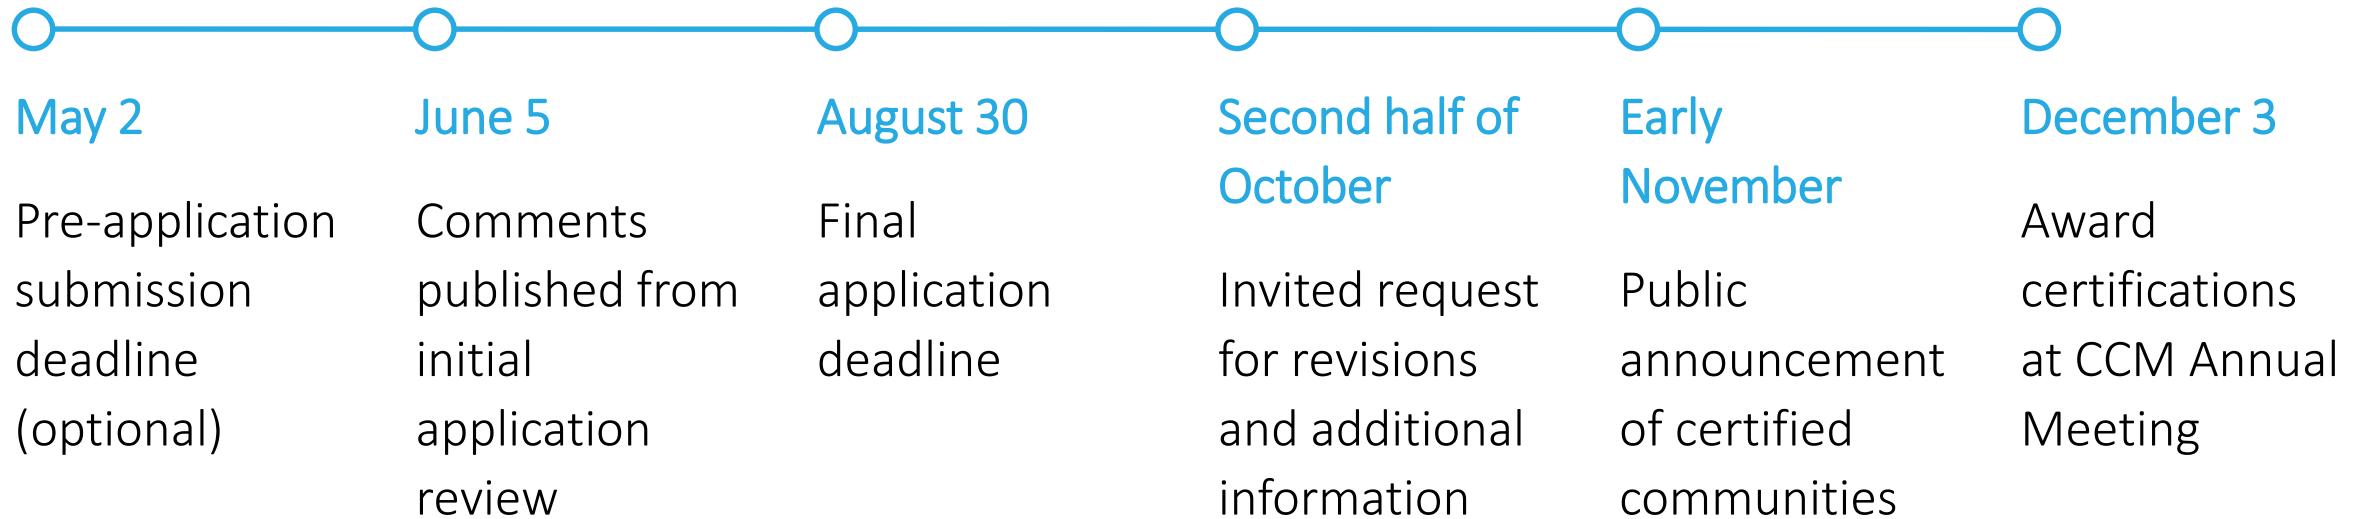 May 2
Pre-application
submission
deadline
(optional)
June 5
Comments
published from
initial
application
review
August 30
Final
application
deadline
Second half of
October
Invited request
for revisions
and additional
information
Early
November
Public
announcement
of certified
communities
December 3
Award
certifications
at CCM Annual
Meeting